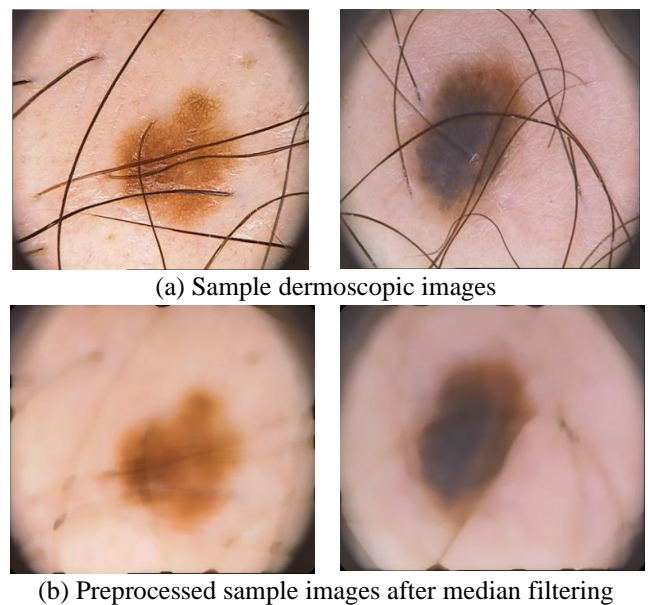 (a) Sample dermoscopic images
(b) Preprocessed sample images after median filtering